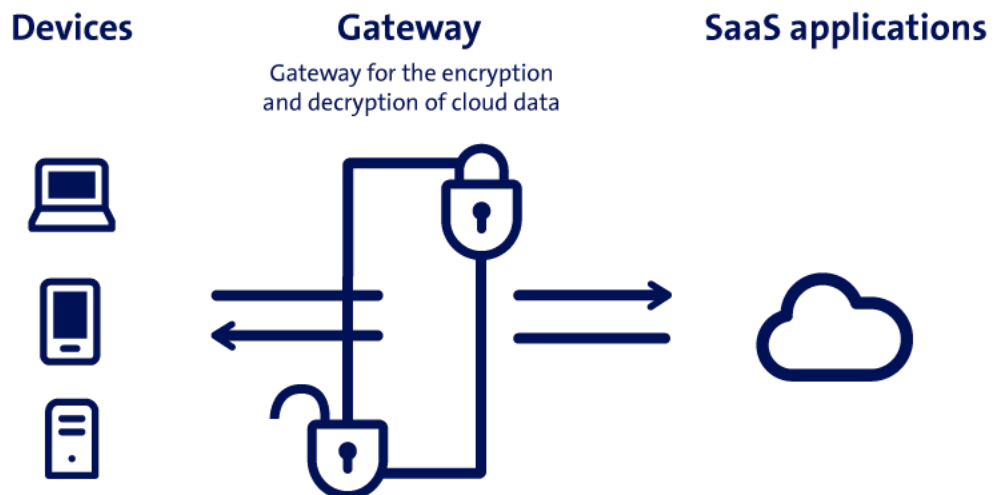 Devices
Gateway
SaaS applications
Gateway for the encryption
and decryption of cloud data